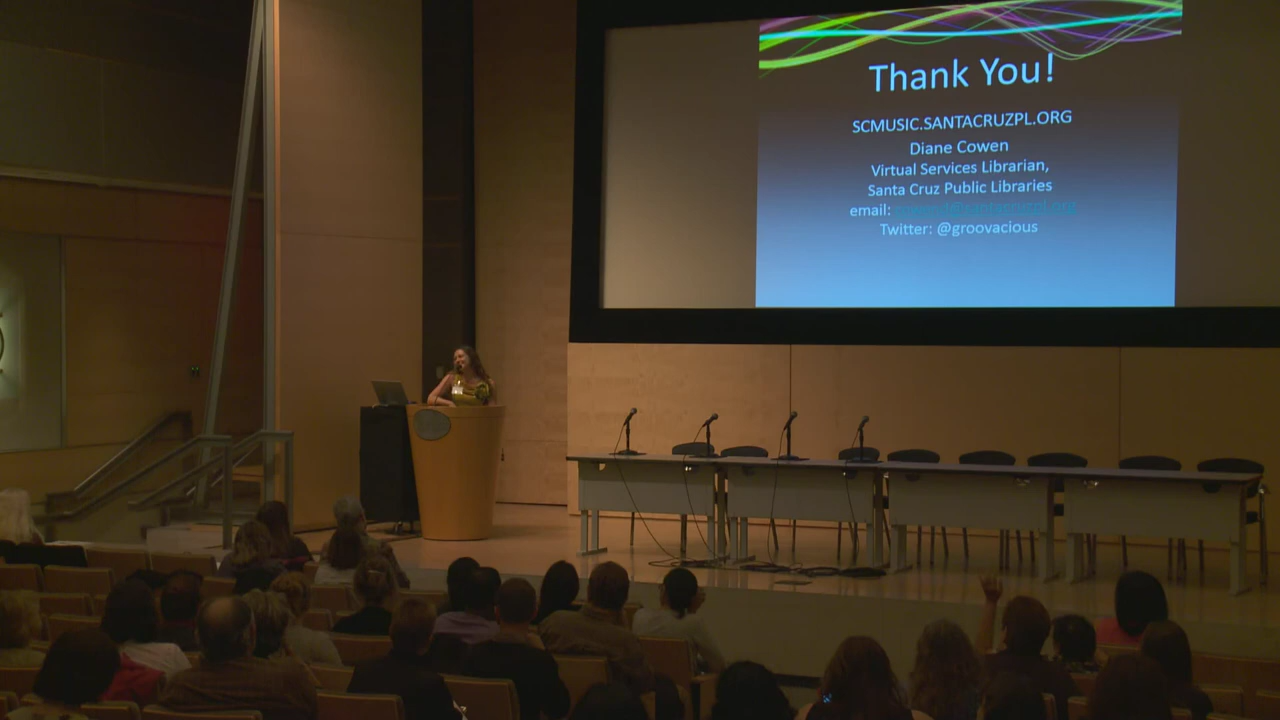 Thank You!
SCMUSIC.SANTACRUZPL.ORG
Diane Cowen
Virtual Services Librarian,
Santa Cruz Public Libraries
email:
Twitter: @groovacious